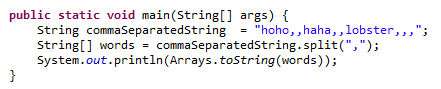 public static void main(String[] args) {
    String commaSeparatedString  = "hoho,,haha,,lobster,,,";
    String[] words = commaSeparatedString.split(",");
    System.out.println(Arrays.toString(words));
}